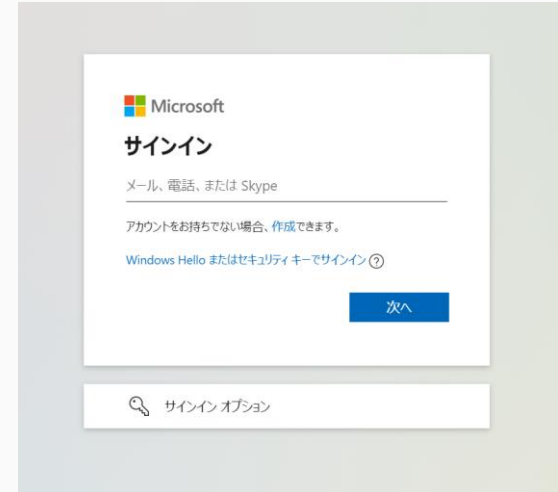 Microsoft
サインイン
メール、電話、または Skype
アカウントをお持ちでない場合、作成できます。
Windows Hello またはセキュリティ キーでサインイン ?
次へ
サインイン オプション